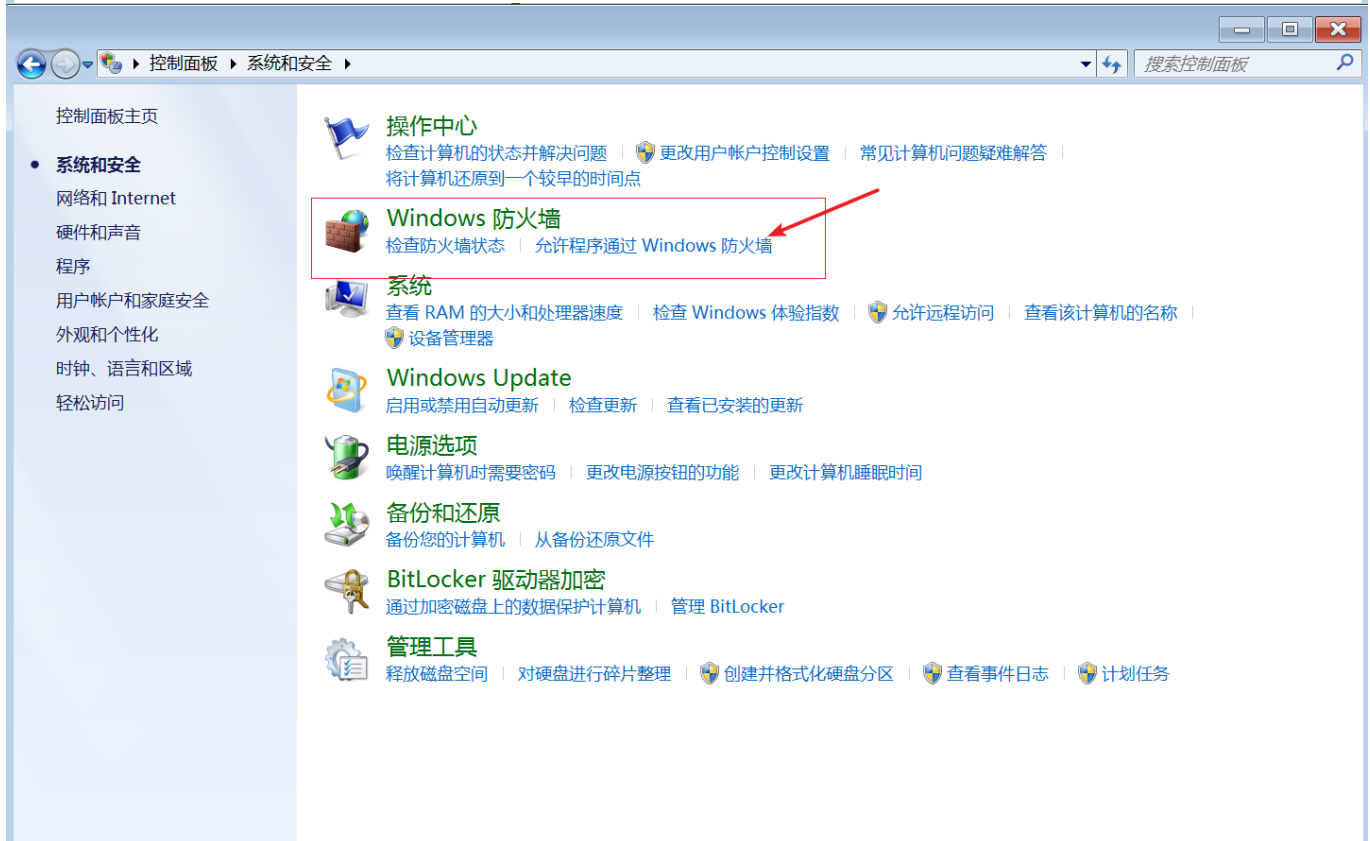 控制面板 系统和安全
搜索控制面板
控制面板主页
系统和安全
网络和 Internet
硬件和声音
程序
用户帐户和家庭安全
外观和个性化
时钟、语言和区域
轻松访问
操作中心
检查计算机的状态并解决问题 更改用户帐户控制设置 常见计算机问题疑难解答
将计算机还原到一个较早的时间点
Windows 防火墙
检查防火墙状态 允许程序通过 Windows 防火墙
系统
查看 RAM 的大小和处理器速度 检查 Windows 体验指数 允许远程访问 查看该计算机的名称
设备管理器
Windows Update
启用或禁用自动更新 检查更新 查看已安装的更新
电源选项
唤醒计算机时需要密码 更改电源按钮的功能 更改计算机睡眠时间
备份和还原
备份您的计算机 从备份还原文件
BitLocker 驱动器加密
通过加密磁盘上的数据保护计算机 管理 BitLocker
管理工具
释放磁盘空间 对硬盘进行碎片整理 创建并格式化硬盘分区 查看事件日志 计划任务